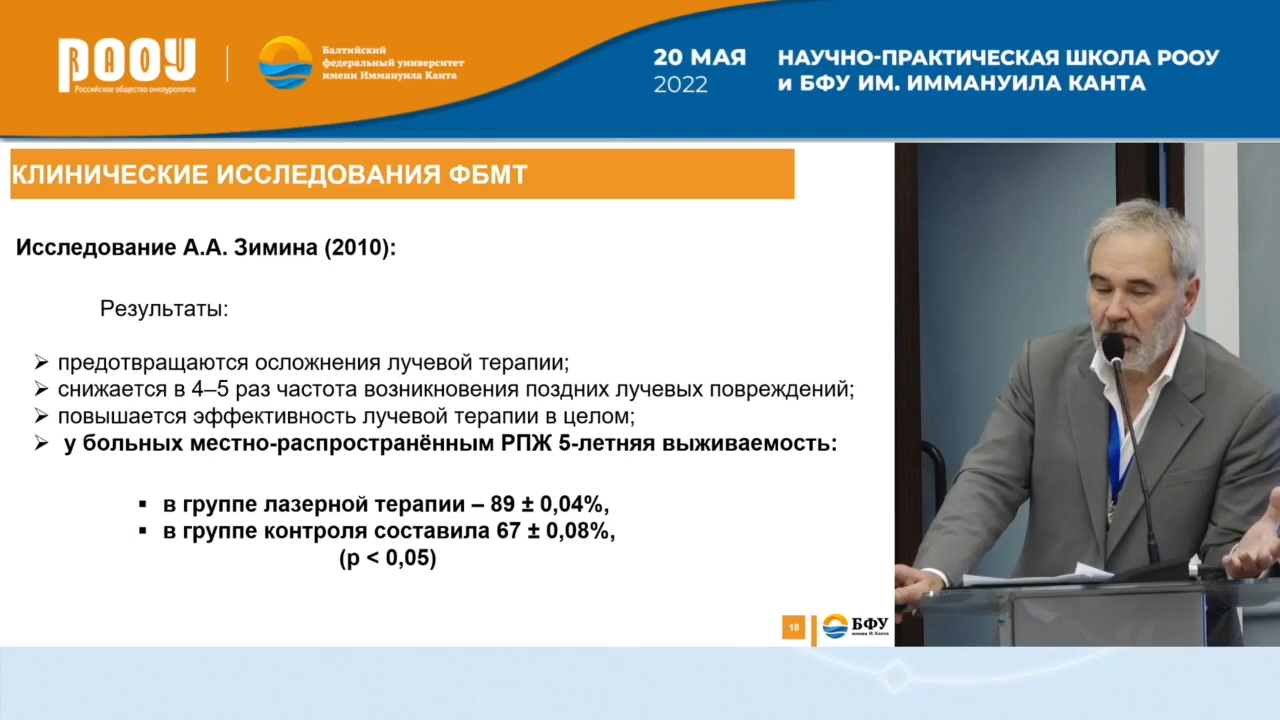 РООУ
RAOU
Российское общество онкоурологов
Балтийский
федеральный университет
имени Иммануила Канта
20 МАЯ
2022
НАУЧНО-ПРАКТИЧЕСКАЯ ШКОЛА РООУ
и БФУ ИМ. ИММАНУИЛА КАНТА
КЛИНИЧЕСКИЕ ИССЛЕДОВАНИЯ ФБМТ
Исследование А.А. Зимина (2010):
Результаты:
➢ предотвращаются осложнения лучевой терапии;
➢ снижается в 4–5 раз частота возникновения поздних лучевых повреждений;
➢ повышается эффективность лучевой терапии в целом;
➢ у больных местно-распространённым РПЖ 5-летняя выживаемость:
▪ в группе лазерной терапии – 89 ± 0,04%,
▪ в группе контроля составила 67 ± 0,08%,
(p < 0,05)
18
БФУ
имени И. Канта